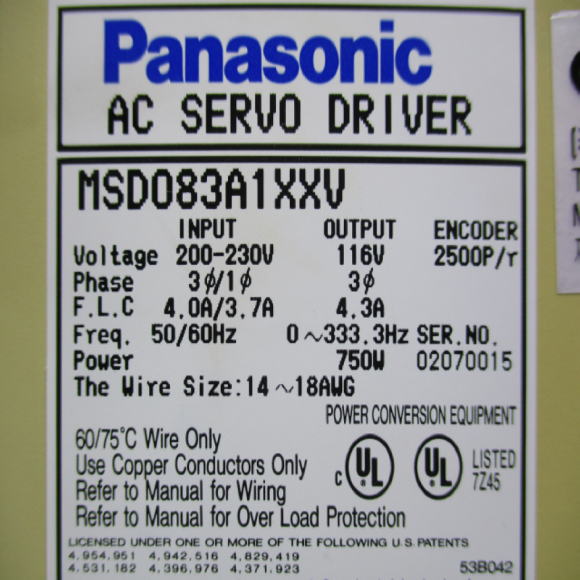 Panasonic
AC SERVO DRIVER
MSD083A1XXV
INPUT OUTPUT ENCODER
Voltage 200-230V 116V 2500P/r
Phase 3ϕ/1ϕ 3ϕ
F.L.C 4.0A/3.7A 4.3A
Freq. 50/60Hz 0～333.3Hz SER.NO.
Power 750W 02070015
The Wire Size:14～18AWG
POWER CONVERSION EQUIPMENT
60/75°C Wire Only
Use Copper Conductors Only
Refer to Manual for Wiring
Refer to Manual for Over Load Protection
C UL UL LISTED
7Z45
LICENSED UNDER ONE OR MORE OF THE FOLLOWING U.S. PATENTS
4,954,951 4,942,516 4,829,419
4,531,182 4,396,976 4,371,923 53B042